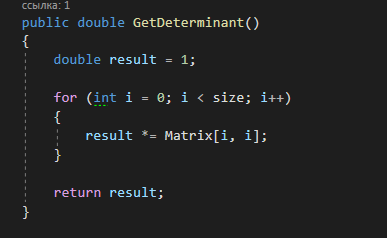 ссылка: 1
public double GetDeterminant()
{
    double result = 1;
    for (int i = 0; i < size; i++)
    {
        result *= Matrix[i, i];
    }
    return result;
}